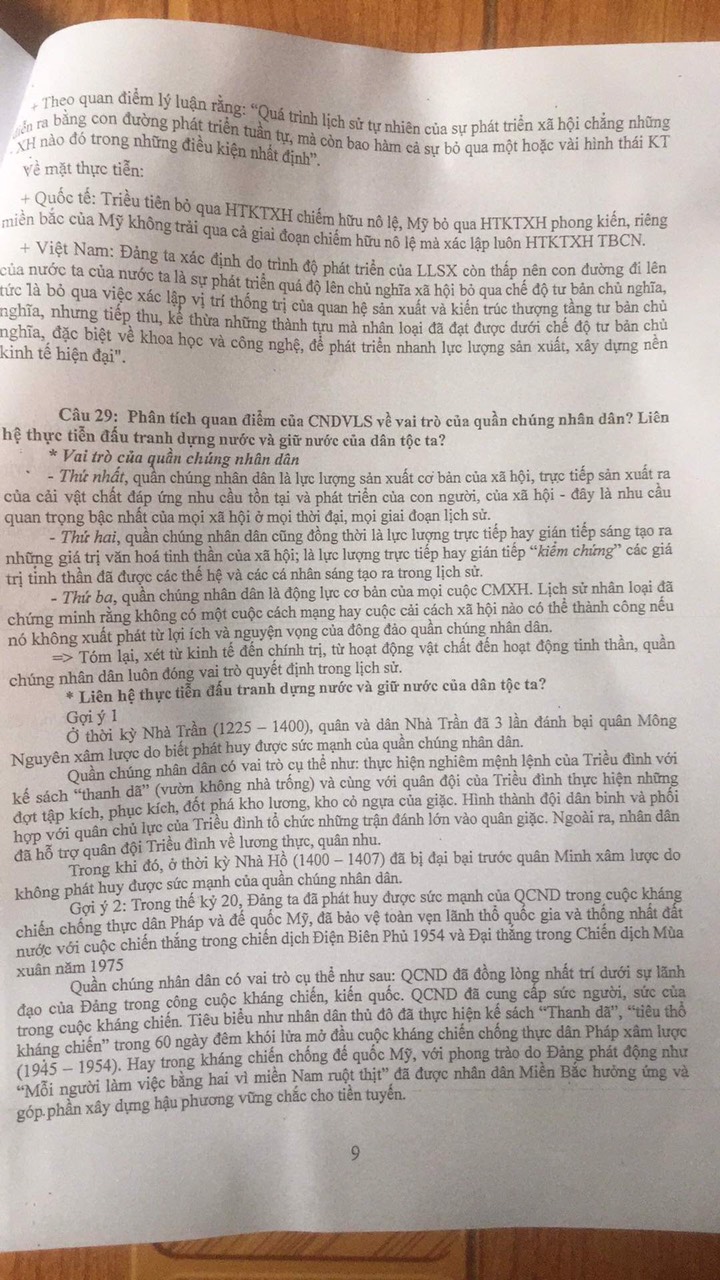 + Theo quan điểm lý luận rằng: “Quá trình lịch sử tự nhiên của sự phát triển xã hội chẳng những
ra bằng con đường phát triển tuần tự, mà còn bao hàm cả sự bỏ qua một hoặc vài hình thái KT
XH nào đó trong những điều kiện nhất định”.
Về mặt thực tiễn:
+ Quốc tế: Triều tiên bỏ qua HTKTXH chiếm hữu nô lệ, Mỹ bỏ qua HTKTXH phong kiến, riêng
miền bắc của Mỹ không trải qua cả giai đoạn chiếm hữu nô lệ mà xác lập luôn HTKTXH TBCN.
+ Việt Nam: Đảng ta xác định do trình độ phát triển của LLSX còn thấp nên con đường đi lên
của nước ta của nước ta là sự phát triển quá độ lên chủ nghĩa xã hội bỏ qua chế độ tư bản chủ nghĩa,
tức là bỏ qua việc xác lập vị trí thống trị của quan hệ sản xuất và kiến trúc thượng tầng tư bản chủ
nghĩa, nhưng tiếp thu, kế thừa những thành tựu mà nhân loại đã đạt được dưới chế độ tư bản chủ
nghĩa, đặc biệt về khoa học và công nghệ, để phát triển nhanh lực lượng sản xuất, xây dựng nền
kinh tế hiện đại".
Câu 29: Phân tích quan điểm của CNDVLS về vai trò của quần chúng nhân dân? Liên
hệ thực tiễn đấu tranh dựng nước và giữ nước của dân tộc ta?
* Vai trò của quần chúng nhân dân
- Thứ nhất, quần chúng nhân dân là lực lượng sản xuất cơ bản của xã hội, trực tiếp sản xuất ra
của cải vật chất đáp ứng nhu cầu tồn tại và phát triển của con người, của xã hội - đây là nhu cầu
quan trọng bậc nhất của mọi xã hội ở mọi thời đại, mọi giai đoạn lịch sử.
- Thứ hai, quần chúng nhân dân cũng đồng thời là lực lượng trực tiếp hay gián tiếp sáng tạo ra
những giá trị văn hoá tinh thần của xã hội; là lực lượng trực tiếp hay gián tiếp “kiểm chứng” các giá
trị tinh thần đã được các thế hệ và các cá nhân sáng tạo ra trong lịch sử.
- Thứ ba, quần chúng nhân dân là động lực cơ bản của mọi cuộc CMXH. Lịch sử nhân loại đã
chứng minh rằng không có một cuộc cách mạng hay cuộc cải cách xã hội nào có thể thành công nếu
nó không xuất phát từ lợi ích và nguyện vọng của đông đảo quần chúng nhân dân.
=> Tóm lại, xét từ kinh tế đến chính trị, từ hoạt động vật chất đến hoạt động tinh thần, quần
chúng nhân dân luôn đóng vai trò quyết định trong lịch sử.
* Liên hệ thực tiễn đấu tranh dựng nước và giữ nước của dân tộc ta?
Gợi ý 1
Ở thời kỳ Nhà Trần (1225 – 1400), quân và dân Nhà Trần đã 3 lần đánh bại quân Mông
Nguyên xâm lược do biết phát huy được sức mạnh của quần chúng nhân dân.
Quần chúng nhân dân có vai trò cụ thể như: thực hiện nghiêm mệnh lệnh của Triều đình với
kế sách “thanh dã” (vườn không nhà trống) và cùng với quân đội của Triều đình thực hiện những
đợt tập kích, phục kích, đốt phá kho lương, kho cỏ ngựa của giặc. Hình thành đội dân binh và phối
hợp với quân chủ lực của Triều đình tổ chức những trận đánh lớn vào quân giặc. Ngoài ra, nhân dân
đã hỗ trợ quân đội Triều đình về lương thực, quân nhu.
Trong khi đó, ở thời kỳ Nhà Hồ (1400 – 1407) đã bị đại bại trước quân Minh xâm lược do
không phát huy được sức mạnh của quần chúng nhân dân.
Gợi ý 2: Trong thế kỷ 20, Đảng ta đã phát huy được sức mạnh của QCND trong cuộc kháng
chiến chống thực dân Pháp và đế quốc Mỹ, đã bảo vệ toàn vẹn lãnh thổ quốc gia và thống nhất đất
nước với cuộc chiến thắng trong chiến dịch Điện Biên Phủ 1954 và Đại thắng trong Chiến dịch Mùa
xuân năm 1975
Quần chúng nhân dân có vai trò cụ thể như sau: QCND đã đồng lòng nhất trí dưới sự lãnh
đạo của Đảng trong công cuộc kháng chiến, kiến quốc. QCND đã cung cấp sức người, sức của
trong cuộc kháng chiến. Tiêu biểu như nhân dân thủ đô đã thực hiện kế sách “Thanh dã”, “tiêu thổ
kháng chiến” trong 60 ngày đêm khói lửa mở đầu cuộc kháng chiến chống thực dân Pháp xâm lược
(1945 – 1954). Hay trong kháng chiến chống đế quốc Mỹ, với phong trào do Đảng phát động như
“Mỗi người làm việc bằng hai vì miền Nam ruột thịt” đã được nhân dân Miền Bắc hưởng ứng và
góp phần xây dựng hậu phương vững chắc cho tiền tuyến.
9